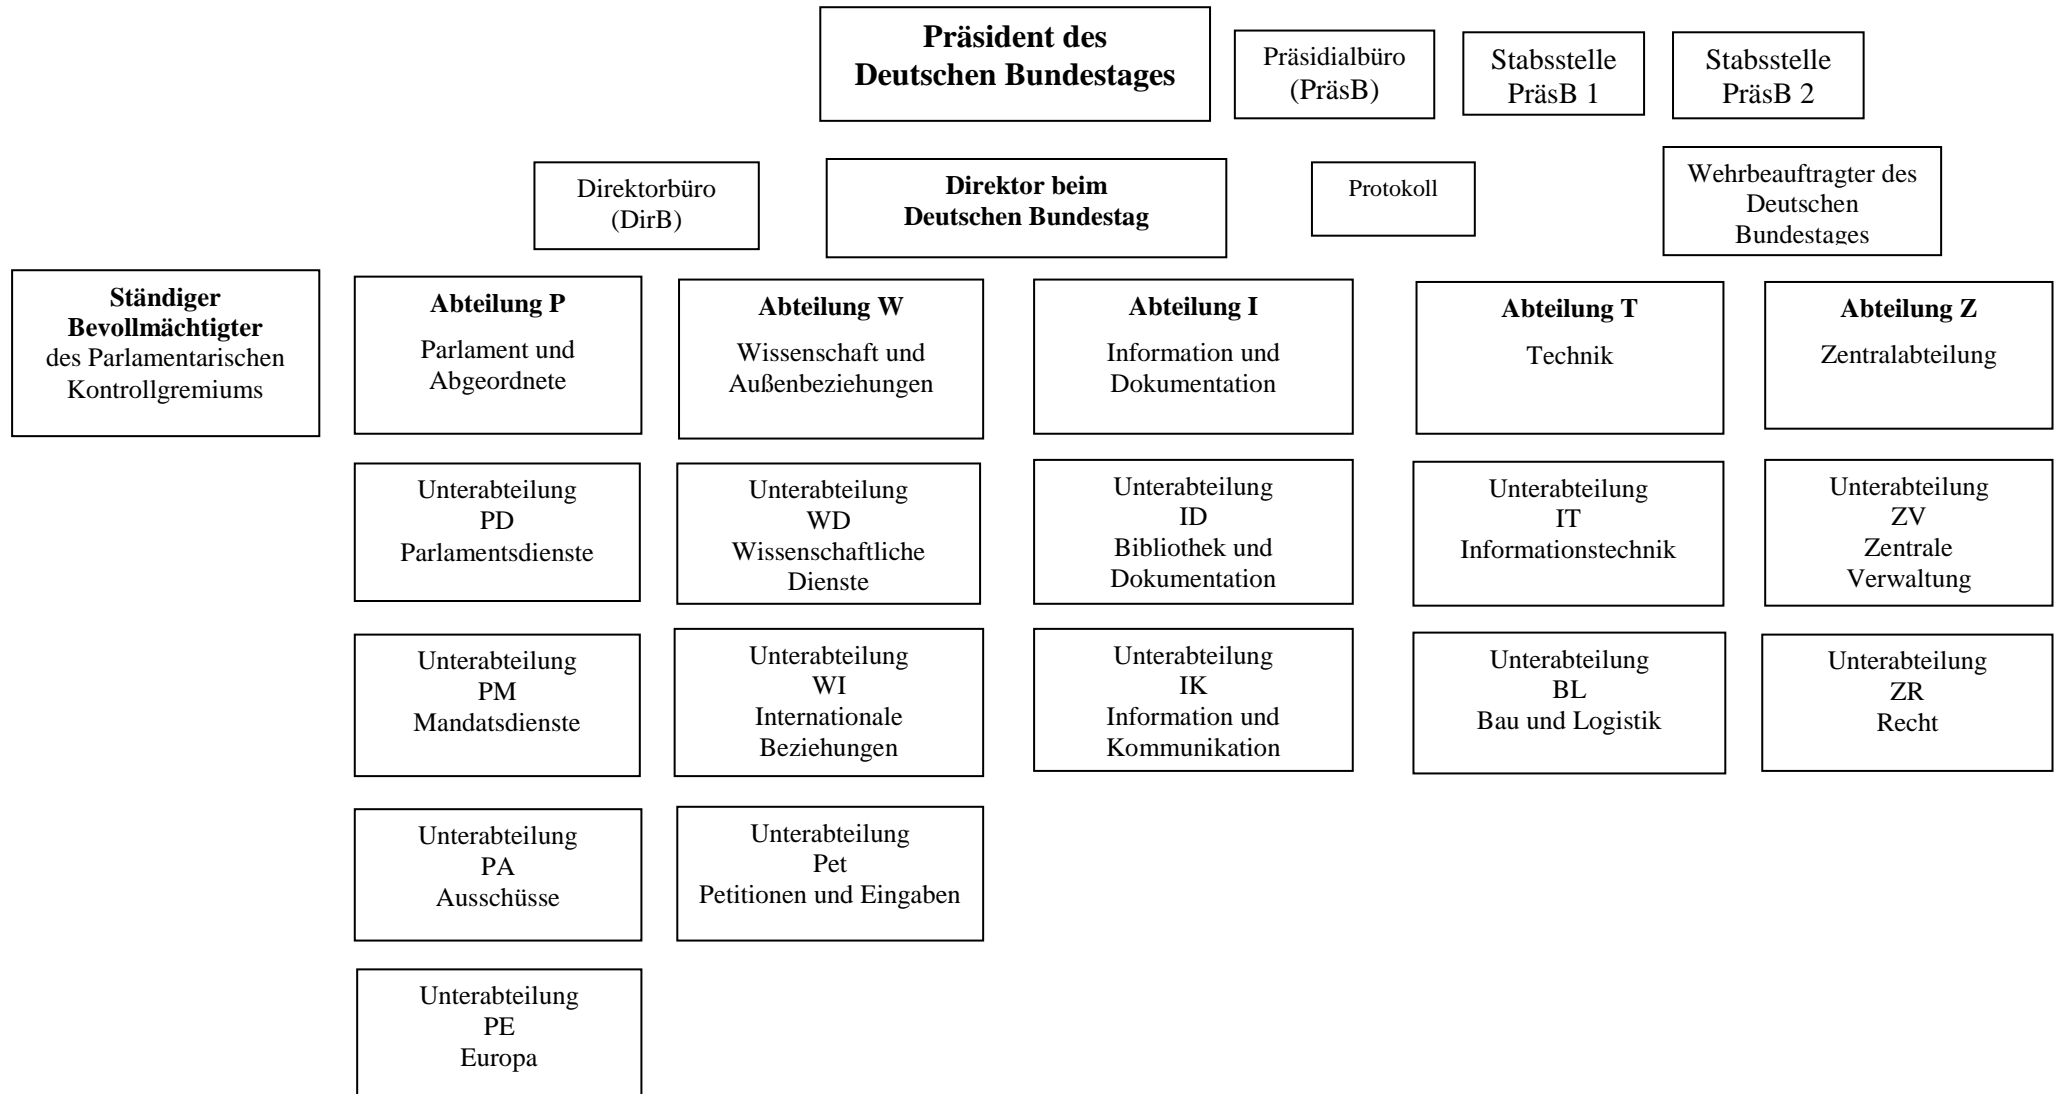 Präsident des
Deutschen Bundestages
Präsidialbüro
(PräsB)
Stabsstelle
PräsB 1
Stabsstelle
PräsB 2
Direktorbüro
(DirB)
Direktor beim
Deutschen Bundestag
Protokoll
Wehrbeauftragter des
Deutschen
Bundestages
Ständiger
Bevollmächtigter
des Parlamentarischen
Kontrollgremiums
Abteilung P
Parlament und
Abgeordnete
Abteilung W
Wissenschaft und
Außenbeziehungen
Abteilung I
Information und
Dokumentation
Abteilung T
Technik
Abteilung Z
Zentralabteilung
Unterabteilung
PD
Parlamentsdienste
Unterabteilung
WD
Wissenschaftliche
Dienste
Unterabteilung
ID
Bibliothek und
Dokumentation
Unterabteilung
IT
Informationstechnik
Unterabteilung
ZV
Zentrale
Verwaltung
Unterabteilung
PM
Mandatsdienste
Unterabteilung
WI
Internationale
Beziehungen
Unterabteilung
IK
Information und
Kommunikation
Unterabteilung
BL
Bau und Logistik
Unterabteilung
ZR
Recht
Unterabteilung
PA
Ausschüsse
Unterabteilung
Pet
Petitionen und Eingaben
Unterabteilung
PE
Europa